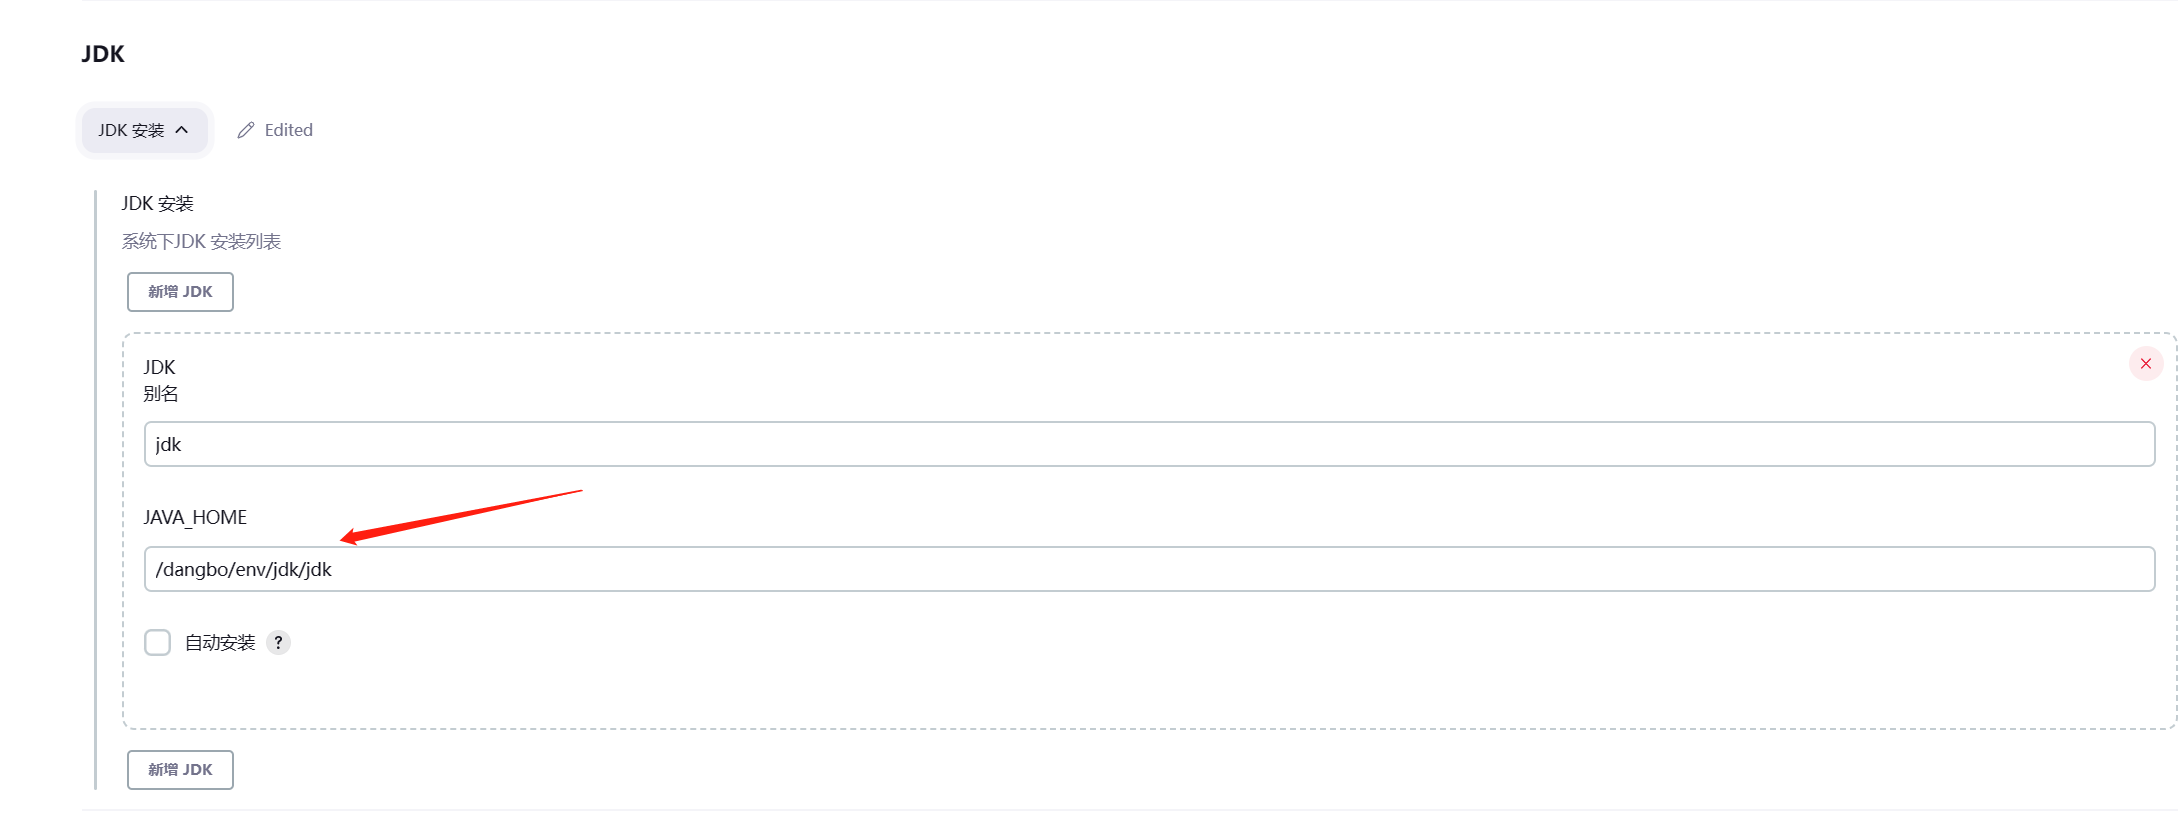 JDK
JDK 安装
Edited
JDK 安装
系统下JDK 安装列表
新增 JDK
JDK
别名
jdk
JAVA_HOME
/dangbo/env/jdk/jdk
自动安装 ?
新增 JDK